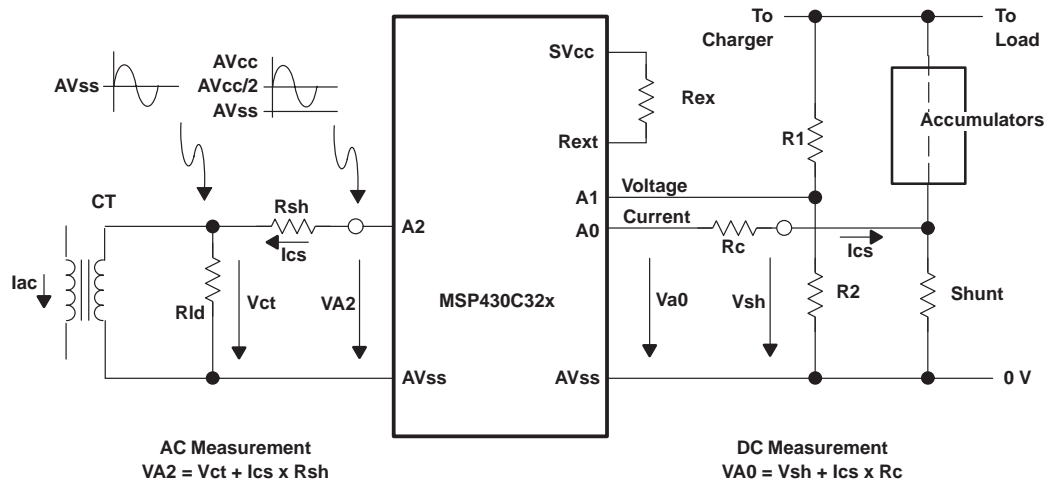 To
Charger
To
Load
AVss
AVcc
AVcc/2
AVss
SVcc
Rex
Rext
R1
Accumulators
A1
Voltage
CT
Rsh
A2
A0
Current
Rc
Ics
Ics
Iac
Rld
Vct
VA2
MSP430C32x
Va0
Vsh
R2
Shunt
AVss
AVss
0 V
AC Measurement
VA2 = Vct + Ics x Rsh
DC Measurement
VA0 = Vsh + Ics x Rc